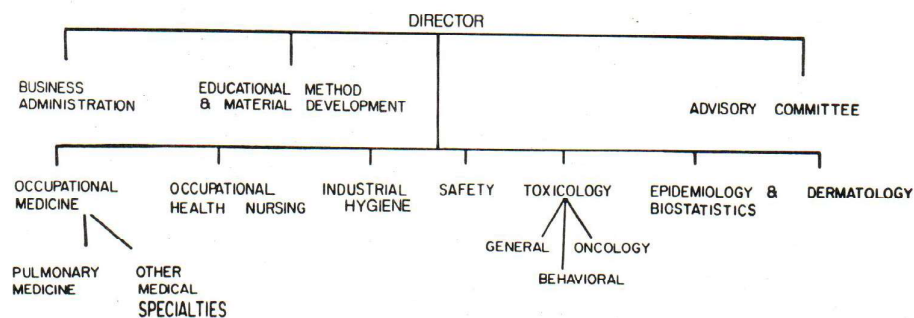 DIRECTOR
BUSINESS
ADMINISTRATION
EDUCATIONAL METHOD
& MATERIAL DEVELOPMENT
ADVISORY COMMITTEE
OCCUPATIONAL
MEDICINE
OCCUPATIONAL
HEALTH NURSING
INDUSTRIAL
HYGIENE
SAFETY
TOXICOLOGY
EPIDEMIOLOGY &
BIOSTATISTICS
DERMATOLOGY
PULMONARY
MEDICINE
OTHER
MEDICAL
SPECIALTIES
GENERAL
ONCOLOGY
BEHAVIORAL